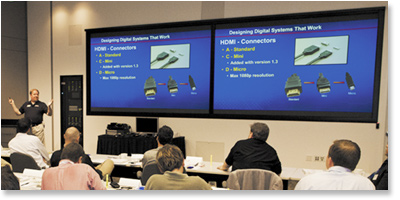 Designing Digital Systems That Work
HDMI - Connectors
• A - Standard
• C - Mini
• Added with version 1.3
• D - Micro
• Max 1080p resolution
Designing Digital Systems That Work
HDMI - Connectors
• A - Standard
• C - Mini
• Added with version 1.3
• D - Micro
• Max 1080p resolution